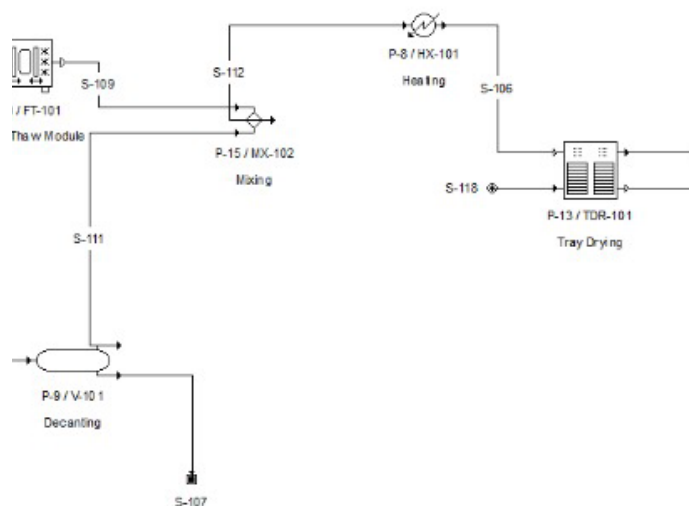 P-8 / HX-101
Heating
S-112
S-109
S-106
/ FT-101
Thaw Module
P-15 / MX-102
Mixing
S-118
P-13 / TDR-101
Tray Drying
S-111
P-9 / V-101
Decanting
S-107